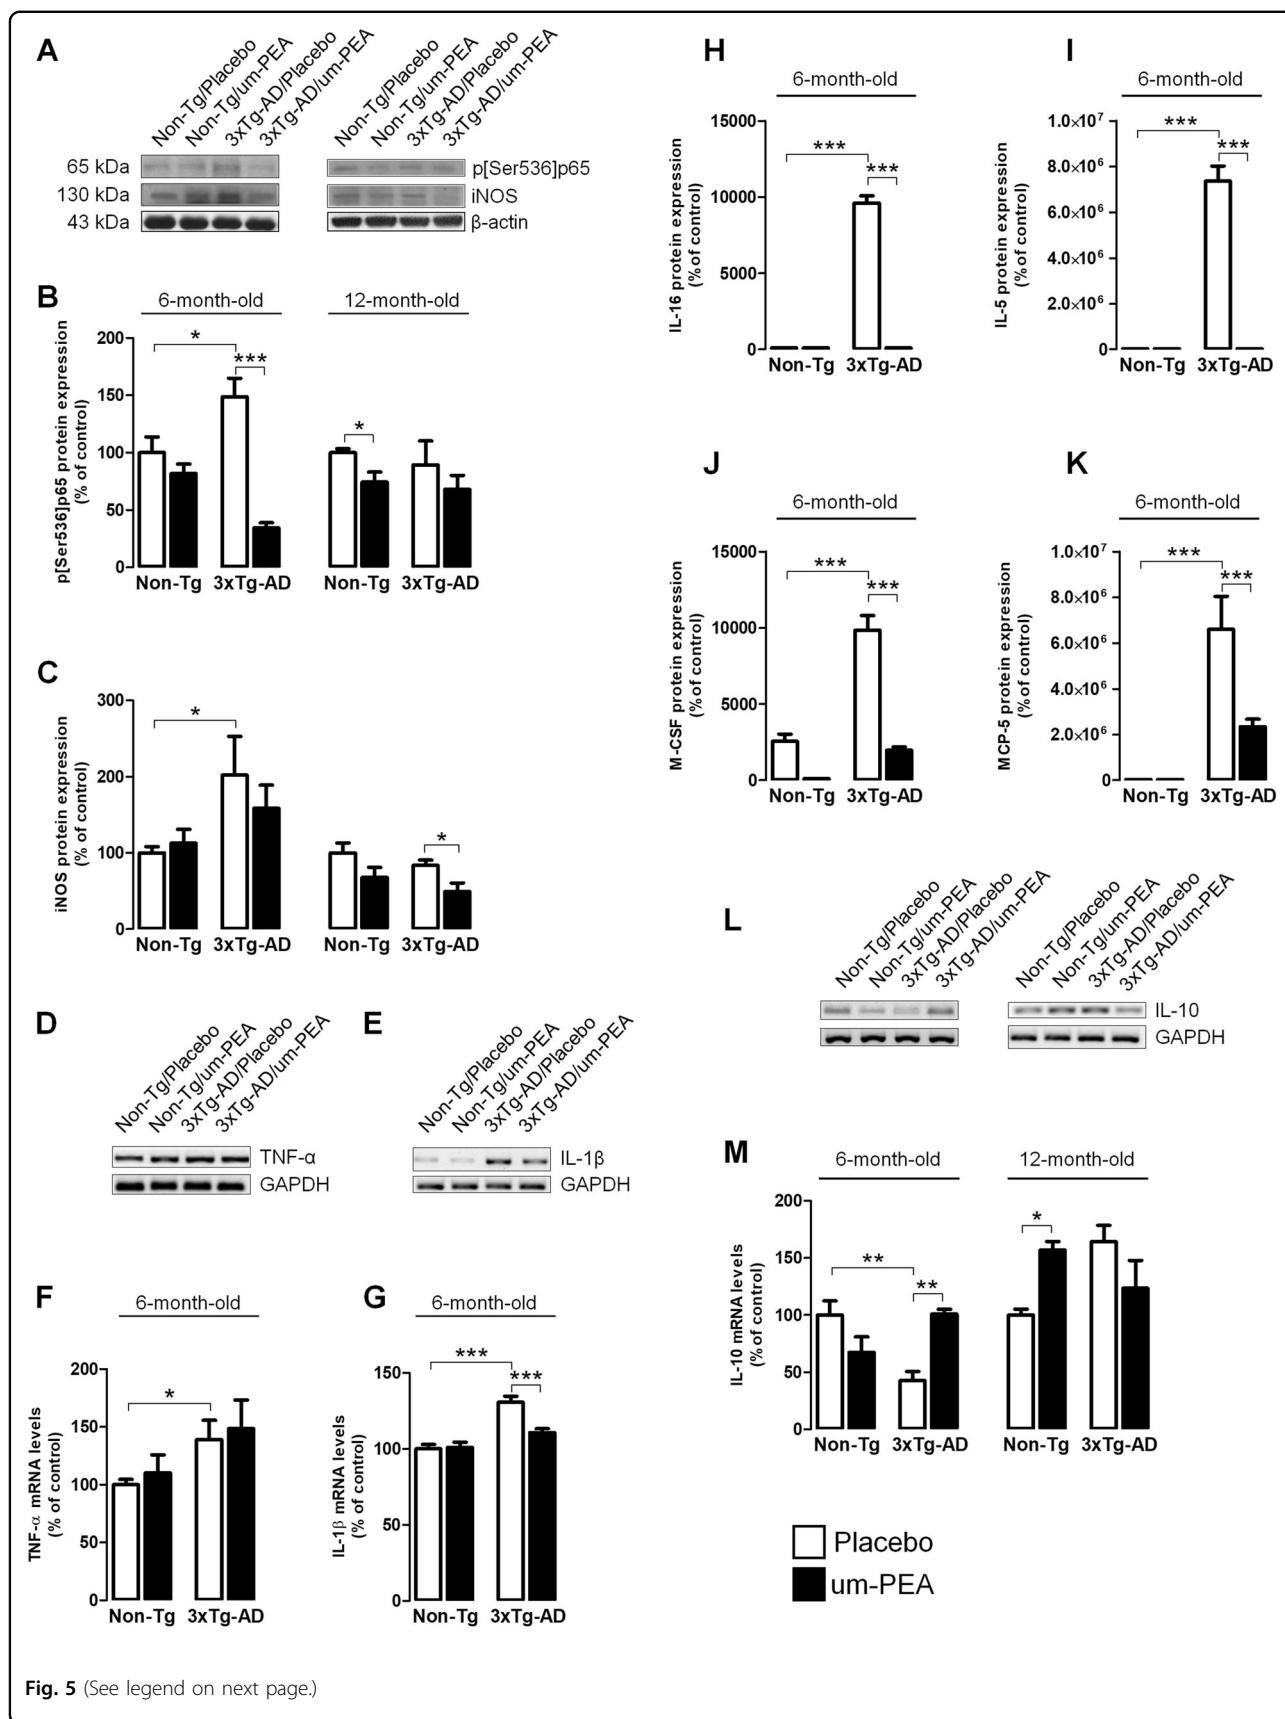 A
Non-Tg/Placebo
Non-Tg/um-PEA
3xTg-AD/Placebo
3xTg-AD/um-PEA
Non-Tg/Placebo
Non-Tg/um-PEA
3xTg-AD/Placebo
3xTg-AD/um-PEA
65 kDa
p[Ser536]p65
130 kDa
iNOS
43 kDa
β-actin
B
6-month-old
12-month-old
p[Ser536]p65 protein expression
(% of control)
200
150
100
50
0
*
***
*
Non-Tg
3xTg-AD
Non-Tg
3xTg-AD
C
iNOS protein expression
(% of control)
300
200
100
0
*
*
Non-Tg
3xTg-AD
Non-Tg
3xTg-AD
D
Non-Tg/Placebo
Non-Tg/um-PEA
3xTg-AD/Placebo
3xTg-AD/um-PEA
TNF-α
GAPDH
E
Non-Tg/Placebo
Non-Tg/um-PEA
3xTg-AD/Placebo
3xTg-AD/um-PEA
IL-1β
GAPDH
F
6-month-old
TNF-α mRNA levels
(% of control)
200
150
100
50
0
*
Non-Tg
3xTg-AD
G
6-month-old
IL-1β mRNA levels
(% of control)
150
100
50
0
***
***
Non-Tg
3xTg-AD
H
6-month-old
IL-16 protein expression
(% of control)
15000
10000
5000
0
***
***
Non-Tg
3xTg-AD
I
6-month-old
IL-5 protein expression
(% of control)
1.0×10⁷
8.0×10⁶
6.0×10⁶
4.0×10⁶
2.0×10⁶
0
***
***
Non-Tg
3xTg-AD
J
6-month-old
M-CSF protein expression
(% of control)
15000
10000
5000
0
***
***
Non-Tg
3xTg-AD
K
6-month-old
MCP-5 protein expression
(% of control)
1.0×10⁷
8.0×10⁶
6.0×10⁶
4.0×10⁶
2.0×10⁶
0
***
***
Non-Tg
3xTg-AD
L
Non-Tg/Placebo
Non-Tg/um-PEA
3xTg-AD/Placebo
3xTg-AD/um-PEA
Non-Tg/Placebo
Non-Tg/um-PEA
3xTg-AD/Placebo
3xTg-AD/um-PEA
IL-10
GAPDH
M
6-month-old
12-month-old
IL-10 mRNA levels
(% of control)
200
150
100
50
0
**
**
*
Non-Tg
3xTg-AD
Non-Tg
3xTg-AD
Placebo
um-PEA
Fig. 5 (See legend on next page.)